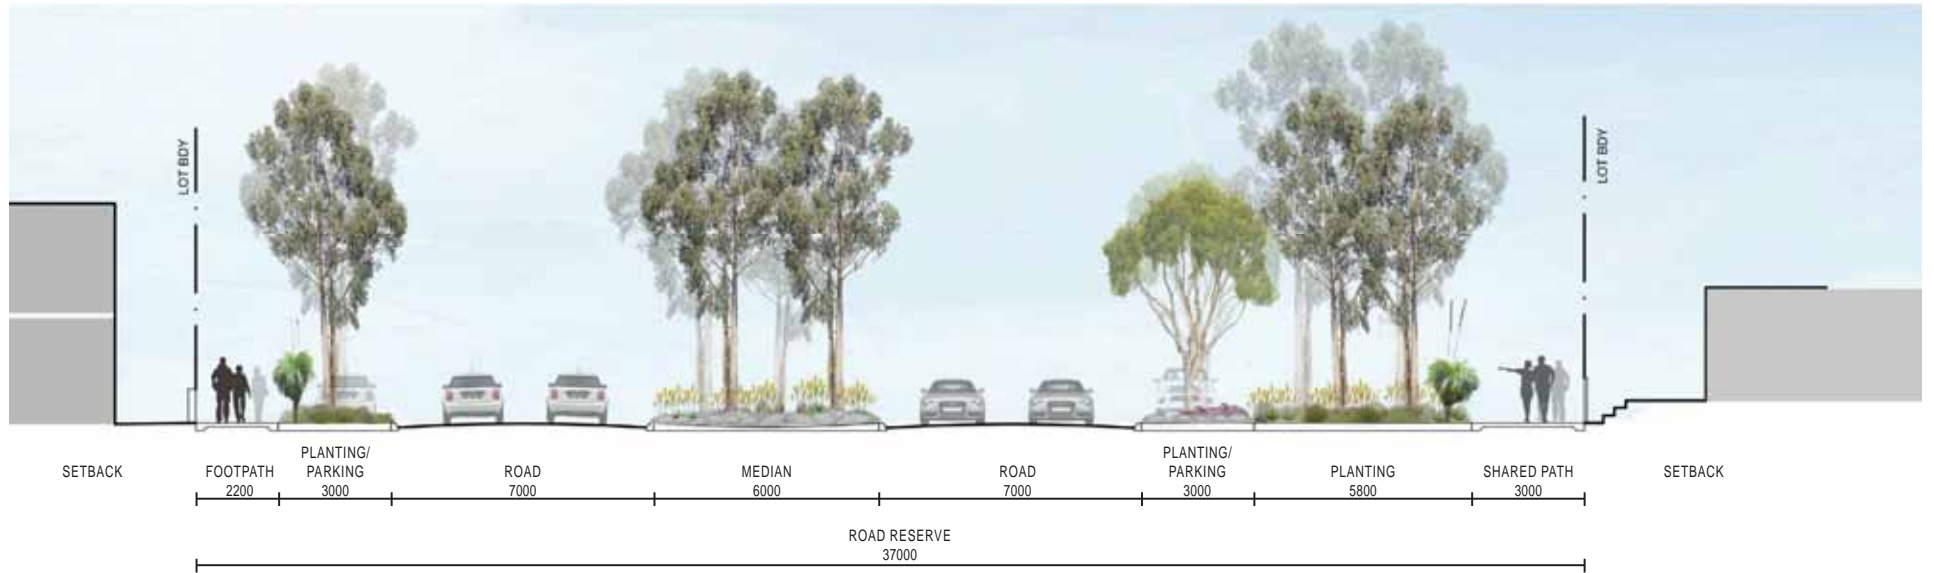 LOT BDY
LOT BDY
SETBACK
FOOTPATH
2200
PLANTING/
PARKING
3000
ROAD
7000
MEDIAN
6000
ROAD
7000
PLANTING/
PARKING
3000
PLANTING
5800
SHARED PATH
3000
SETBACK
ROAD RESERVE
37000